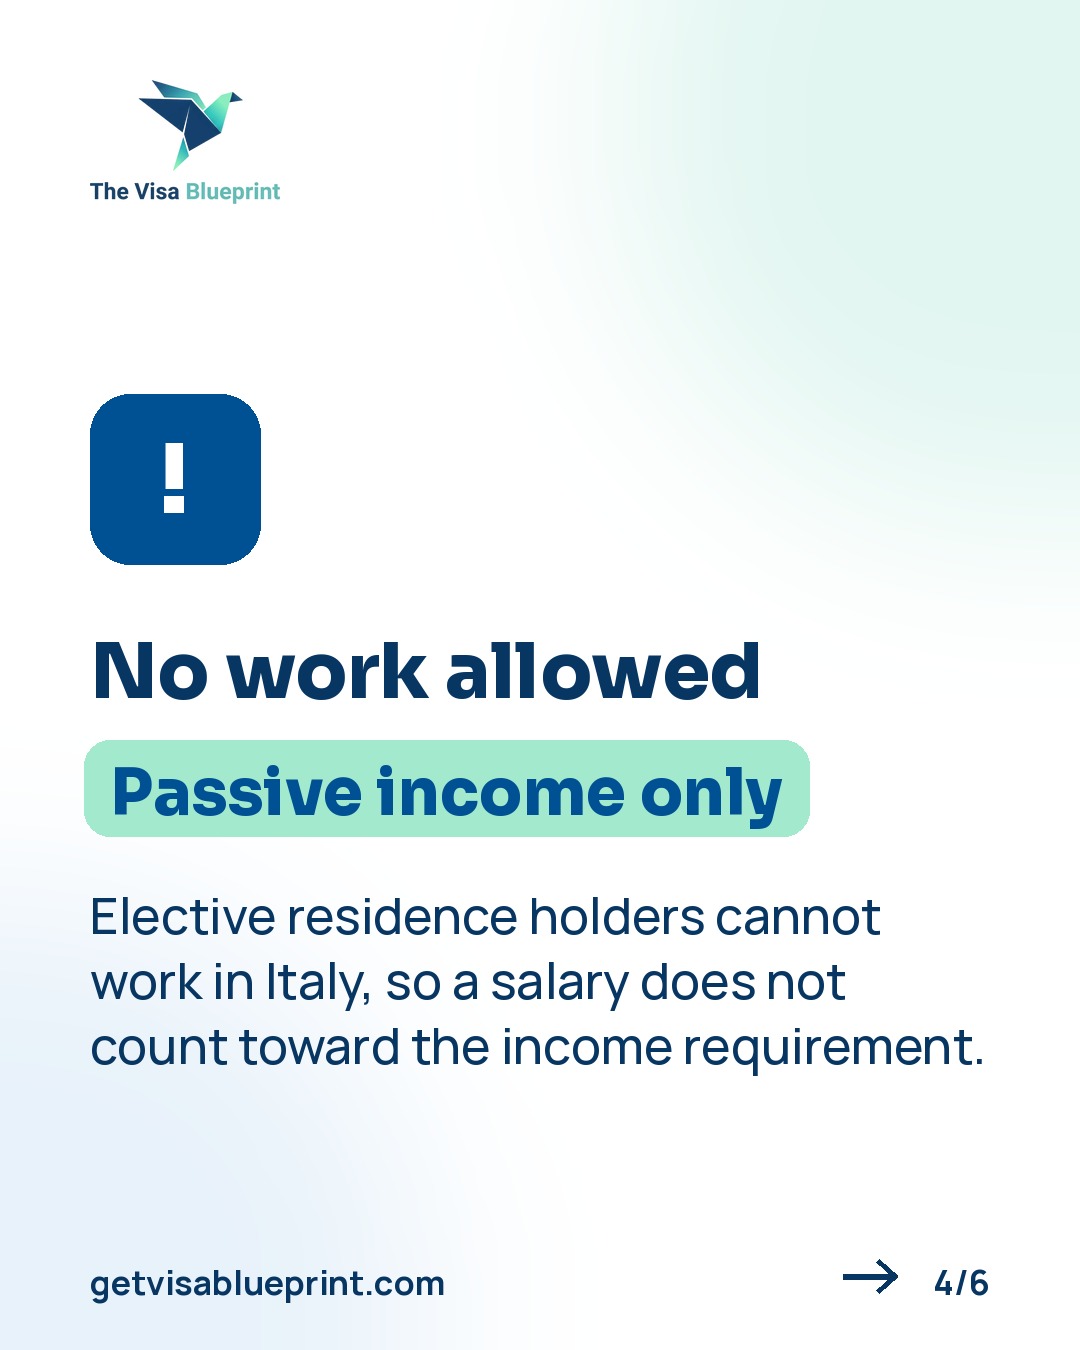 The Visa Blueprint
!
No work allowed
Passive income only
Elective residence holders cannot
work in Italy, so a salary does not
count toward the income requirement.
getvisablueprint.com
→ 4/6